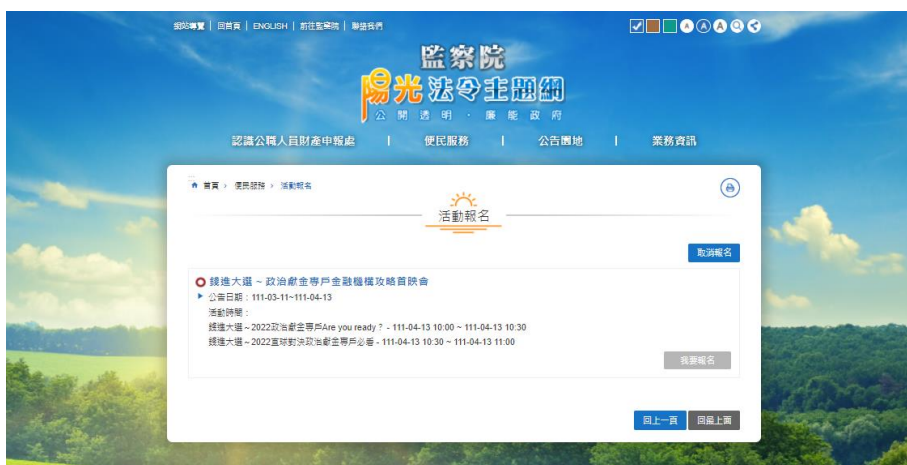 網站導覽 | 回首頁 | ENGLISH | 前往監察院 | 聯絡我們
A A A
監察院
陽光法令主題網
公開透明 · 廉能政府
認識公職人員財產申報處 | 便民服務 | 公告園地 | 業務資訊
首頁 › 便民服務 › 活動報名
活動報名
取消報名
錢進大選 ~ 政治獻金專戶金融機構攻略首映會
公告日期：111-03-11~111-04-13
活動時間：
錢進大選 ~ 2022政治獻金專戶Are you ready ? - 111-04-13 10:00 ~ 111-04-13 10:30
錢進大選 ~ 2022直球對決政治獻金專戶必看 - 111-04-13 10:30 ~ 111-04-13 11:00
我要報名
回上一頁 回最上面